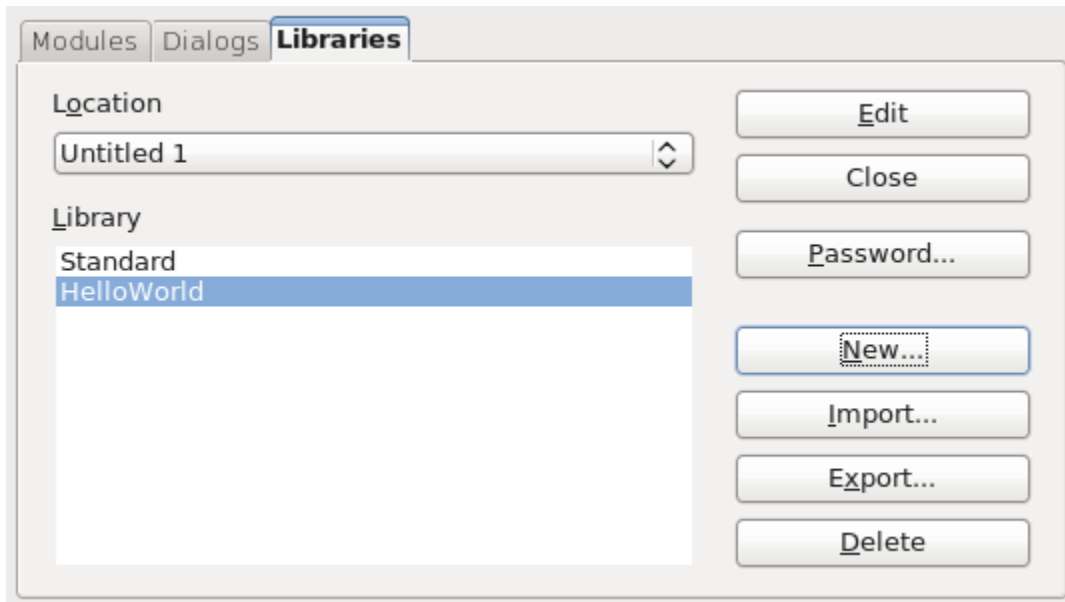 Modules Dialogs Libraries
Location
Edit
Untitled 1
Close
Library
Password...
Standard
HelloWorld
New...
Import...
Export...
Delete